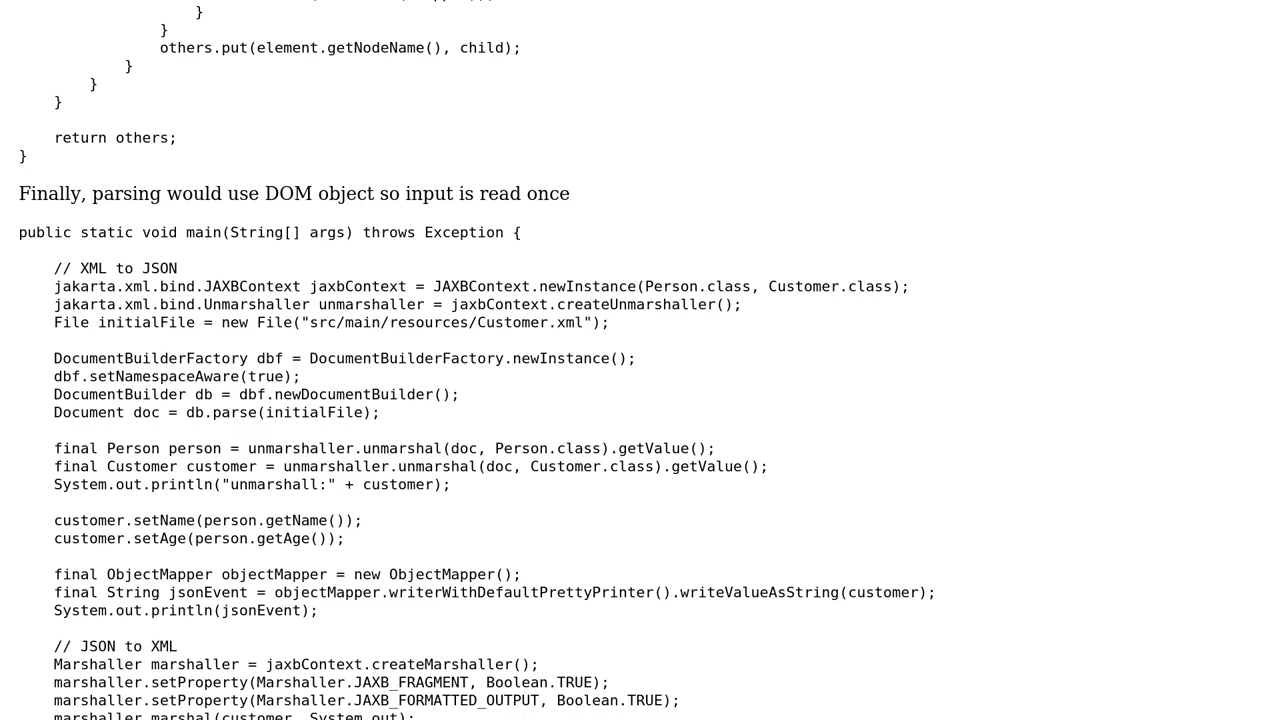 }
}
others.put(element.getNodeName(), child);
}
}
}
return others;
}
Finally, parsing would use DOM object so input is read once
public static void main(String[] args) throws Exception {
// XML to JSON
jakarta.xml.bind.JAXBContext jaxbContext = JAXBContext.newInstance(Person.class, Customer.class);
jakarta.xml.bind.Unmarshaller unmarshaller = jaxbContext.createUnmarshaller();
File initialFile = new File("src/main/resources/Customer.xml");
DocumentBuilderFactory dbf = DocumentBuilderFactory.newInstance();
dbf.setNamespaceAware(true);
DocumentBuilder db = dbf.newDocumentBuilder();
Document doc = db.parse(initialFile);
final Person person = unmarshaller.unmarshal(doc, Person.class).getValue();
final Customer customer = unmarshaller.unmarshal(doc, Customer.class).getValue();
System.out.println("unmarshall:" + customer);
customer.setName(person.getName());
customer.setAge(person.getAge());
final ObjectMapper objectMapper = new ObjectMapper();
final String jsonEvent = objectMapper.writerWithDefaultPrettyPrinter().writeValueAsString(customer);
System.out.println(jsonEvent);
// JSON to XML
Marshaller marshaller = jaxbContext.createMarshaller();
marshaller.setProperty(Marshaller.JAXB_FRAGMENT, Boolean.TRUE);
marshaller.setProperty(Marshaller.JAXB_FORMATTED_OUTPUT, Boolean.TRUE);
marshaller.marshal(customer, System.out);